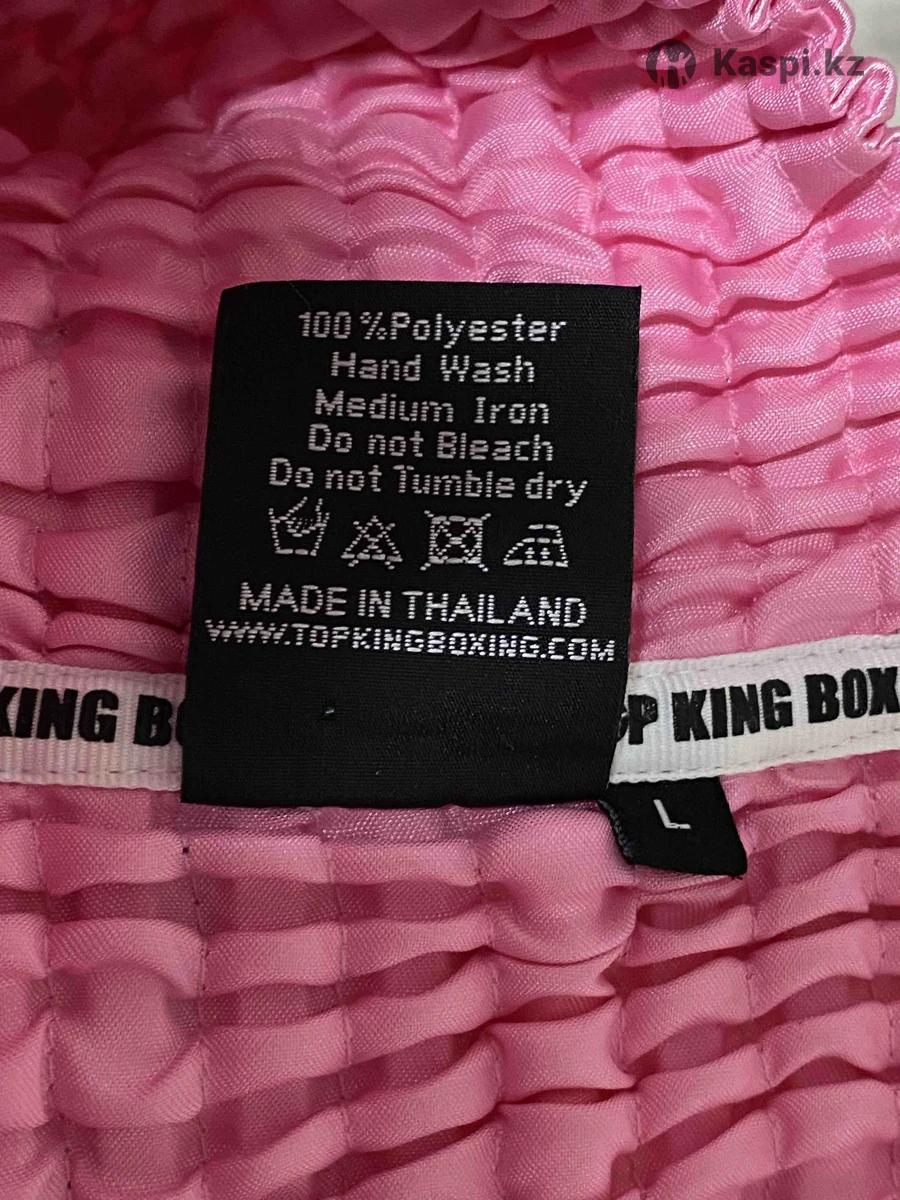 Kaspi.kz
100%Polyester
Hand Wash
Medium Iron
Do not Bleach
Do not Tumble dry
MADE IN THAILAND
WWW.TOPKINGBOXING.COM
KING
P KING BOX
L